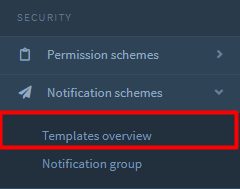 SECURITY
Permission schemes
Notification schemes
Templates overview
Notification group